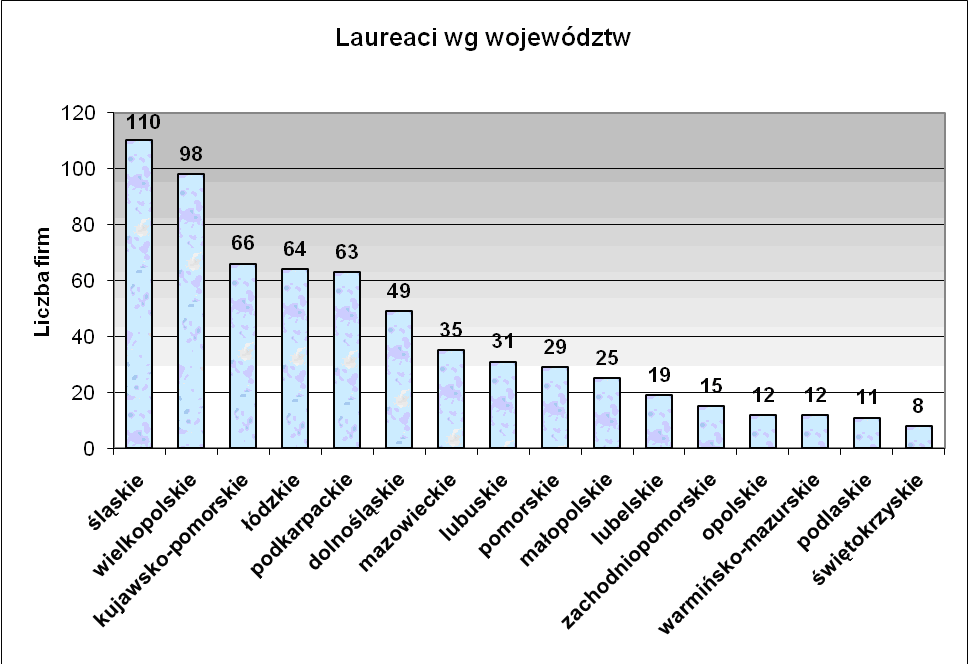 Laureaci wg województw
Liczba firm
120
100
80
60
40
20
0
110
98
66
64
63
49
35
31
29
25
19
15
12
12
11
8
śląskie
wielkopolskie
kujawsko-pomorskie
łódzkie
podkarpackie
dolnośląskie
mazowieckie
lubuskie
pomorskie
małopolskie
lubelskie
zachodniopomorskie
opolskie
warmińsko-mazurskie
podlaskie
świętokrzyskie